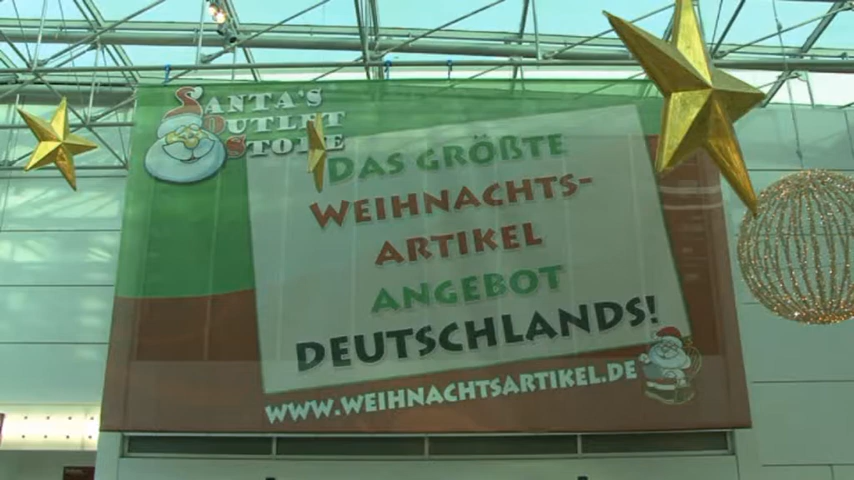 SANTA'S
OUTLET
STORE
DAS GRÖßTE
WEIHNACHTS-
ARTIKEL
ANGEBOT
DEUTSCHLANDS!
WWW.WEIHNACHTSARTIKEL.DE